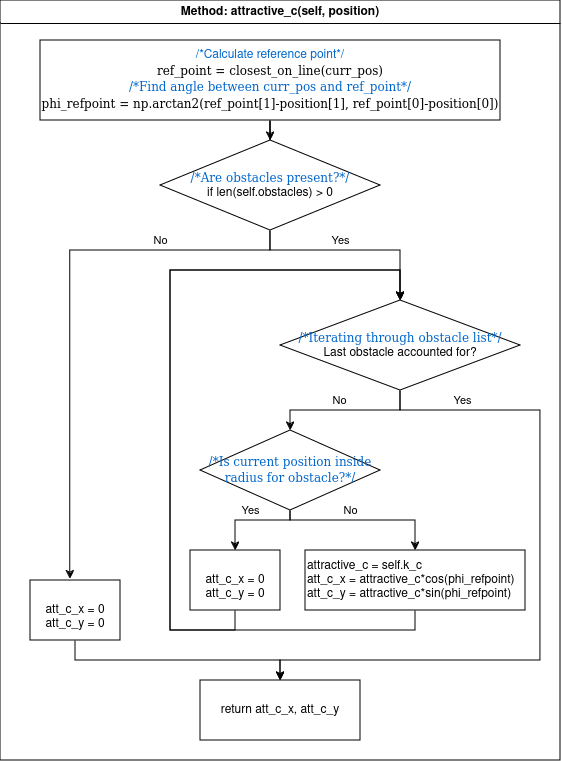 Method: attractive_c(self, position)
/*Calculate reference point*/
ref_point = closest_on_line(curr_pos)
/*Find angle between curr_pos and ref_point*/
phi_refpoint = np.arctan2(ref_point[1]-position[1], ref_point[0]-position[0])
/*Are obstacles present?*/
if len(self.obstacles) > 0
No
Yes
/*Iterating through obstacle list*/
Last obstacle accounted for?
No
Yes
/*Is current position inside
radius for obstacle?*/
Yes
No
att_c_x = 0
att_c_y = 0
attractive_c = self.k_c
att_c_x = attractive_c*cos(phi_refpoint)
att_c_y = attractive_c*sin(phi_refpoint)
att_c_x = 0
att_c_y = 0
return att_c_x, att_c_y